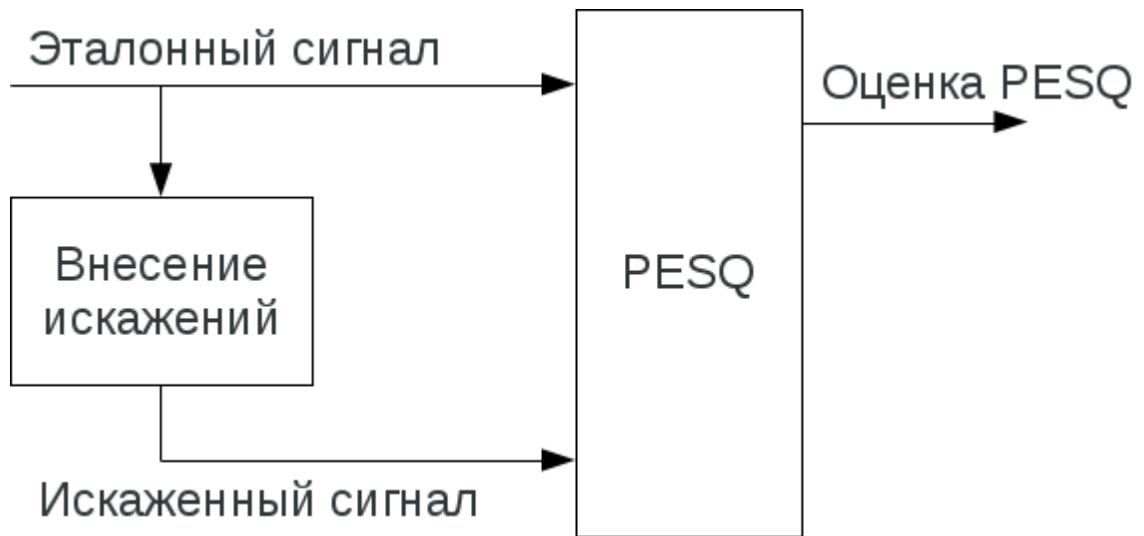 Эталонный сигнал
Оценка PESQ
Внесение
искажений
PESQ
Искаженный сигнал